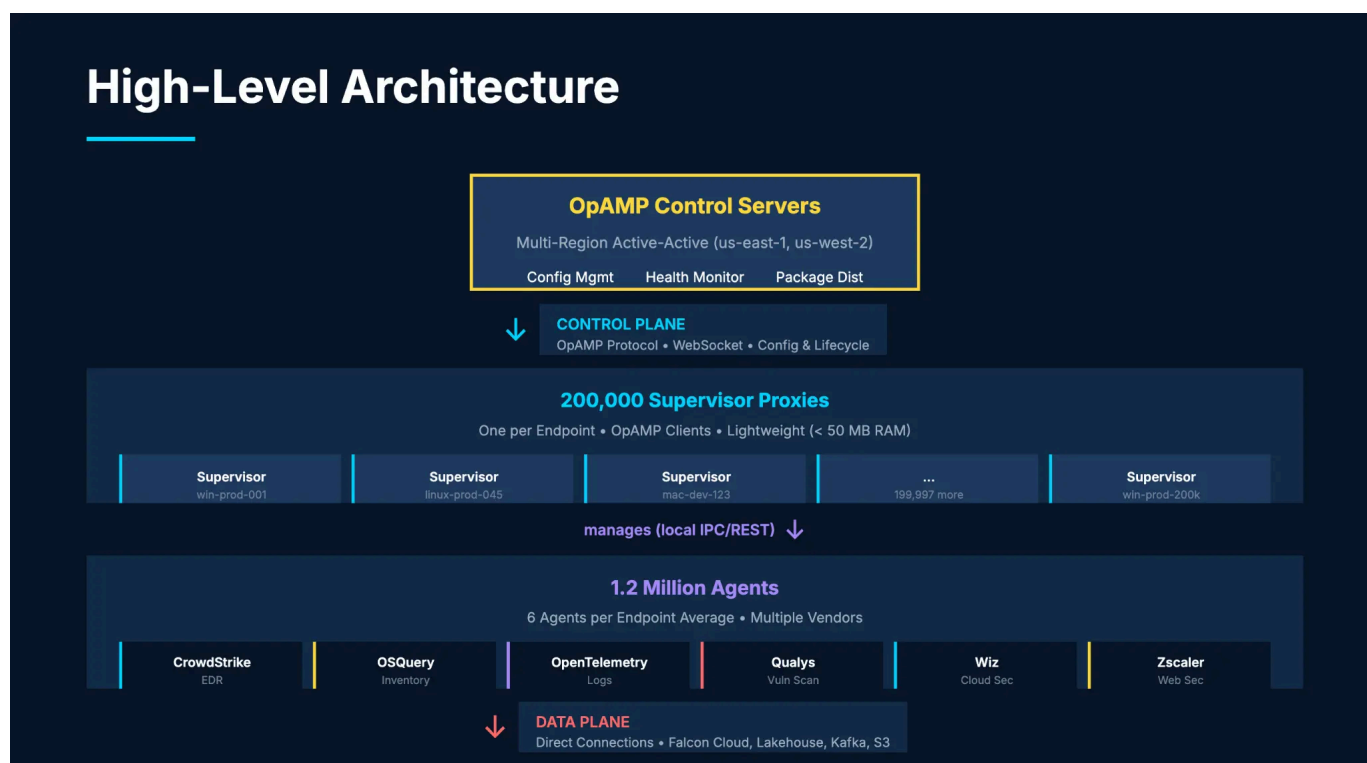 High-Level Architecture
OpAMP Control Servers
Multi-Region Active-Active (us-east-1, us-west-2)
Config Mgmt Health Monitor Package Dist
CONTROL PLANE
OpAMP Protocol • WebSocket • Config & Lifecycle
200,000 Supervisor Proxies
One per Endpoint • OpAMP Clients • Lightweight (< 50 MB RAM)
Supervisor Supervisor Supervisor ... Supervisor
win-prod-001 linux-prod-045 mac-dev-123 199,997 more win-prod-200k
manages (local IPC/REST)
1.2 Million Agents
6 Agents per Endpoint Average • Multiple Vendors
CrowdStrike OSQuery OpenTelemetry Qualys Wiz Zscaler
EDR Inventory Logs Vuln Scan Cloud Sec Web Sec
DATA PLANE
Direct Connections • Falcon Cloud, Lakehouse, Kafka, S3